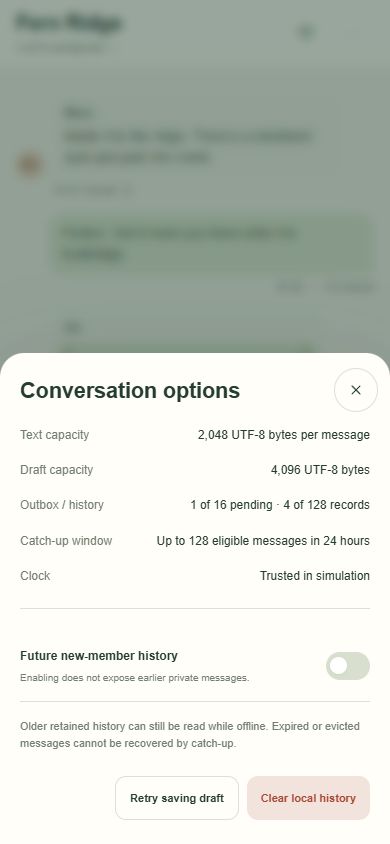 Fern Ridge
Conversation options
Text capacity 2,048 UTF-8 bytes per message
Draft capacity 4,096 UTF-8 bytes
Outbox / history 1 of 16 pending · 4 of 128 records
Catch-up window Up to 128 eligible messages in 24 hours
Clock Trusted in simulation
Future new-member history
Enabling does not expose earlier private messages.
Older retained history can still be read while offline. Expired or evicted
messages cannot be recovered by catch-up.
Retry saving draft Clear local history